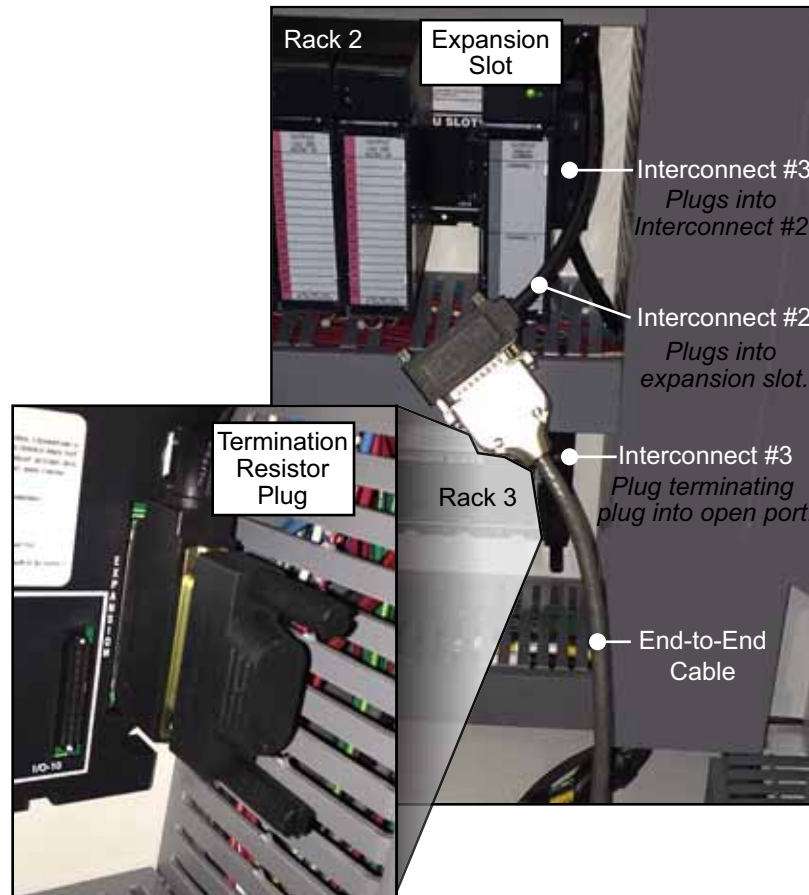 Rack 2
Expansion
Slot
U SLOT
Interconnect #3
Plugs into
Interconnect #2
Interconnect #2
Plugs into
expansion slot.
Termination
Resistor
Plug
Interconnect #3
Plug terminating
plug into open port
Rack 3
EXPANSION
End-to-End
Cable
I/O-10